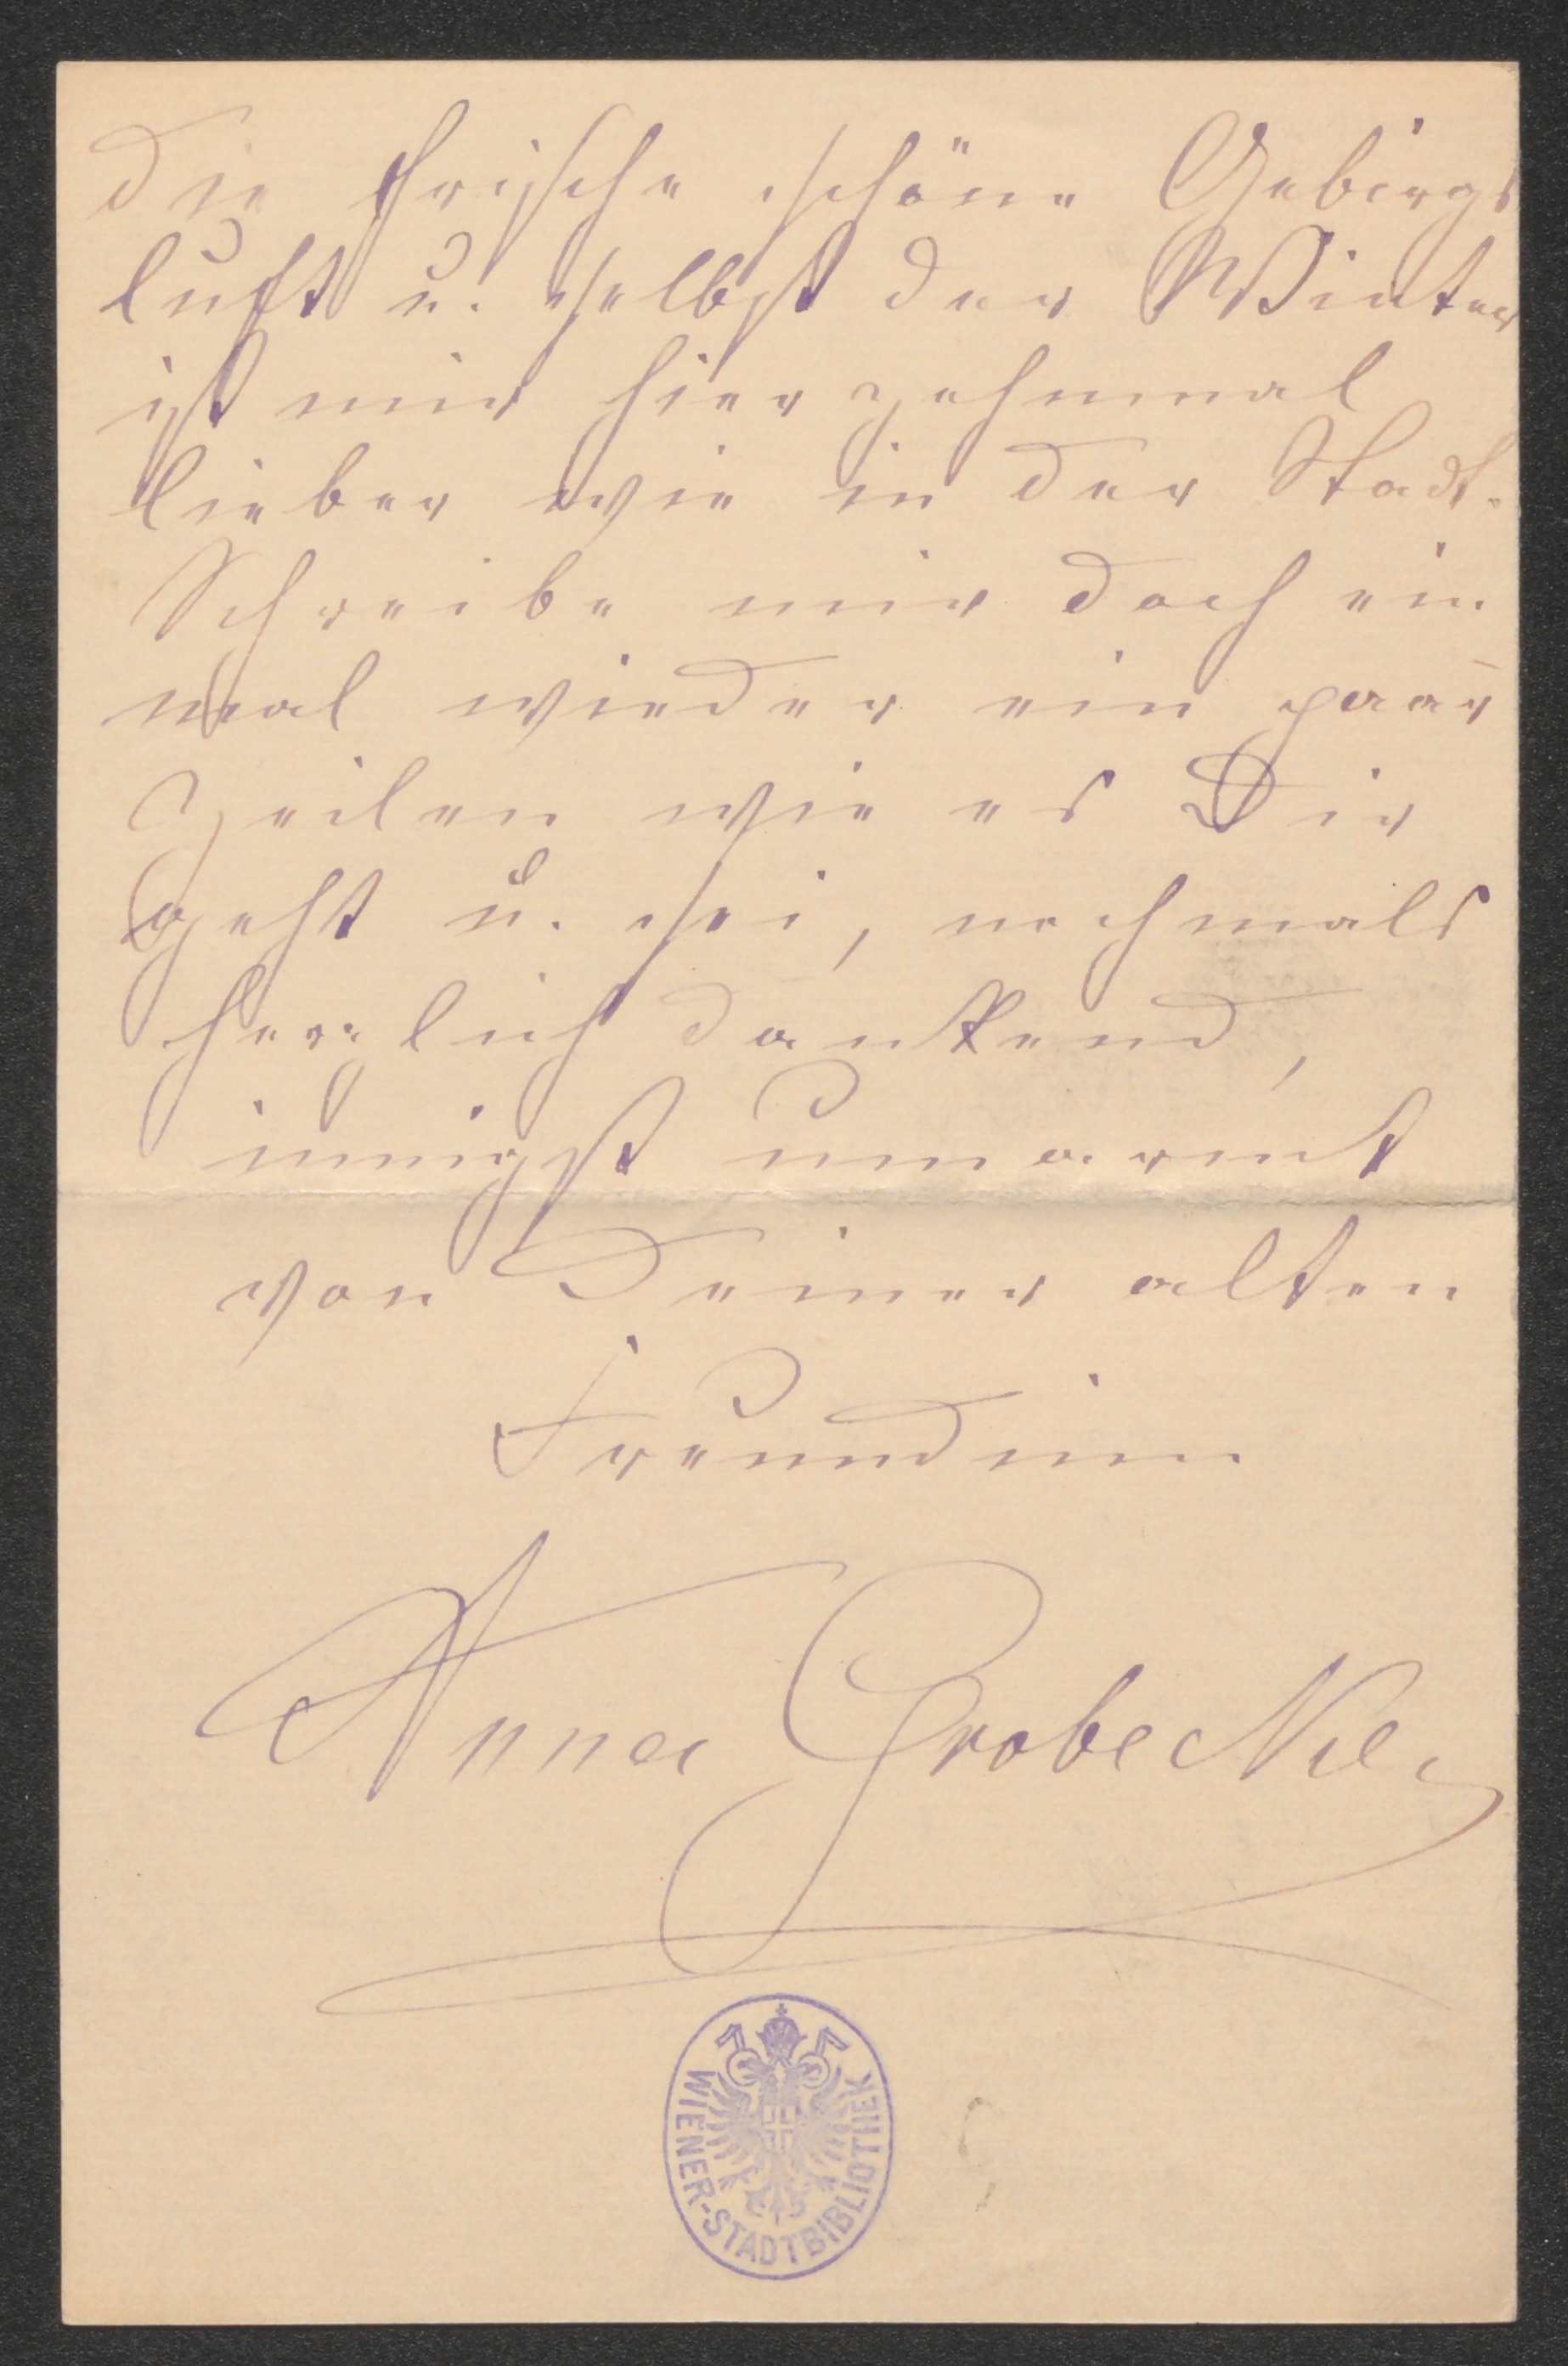 die frische schöne Gebirgs
luft u. selbst der Winter
ist mir hier zehnmal
lieber wie in der Stadt.
Schreibe mir doch ein
mal wieder ein paar
Zeilen wie es Dir
geht u. sei, nochmals
herzlich dankend,
innigst umarmt
von Deiner alten
Freundinn
Anna Grobecker
WIENER-STADTBIBLIOTHEK